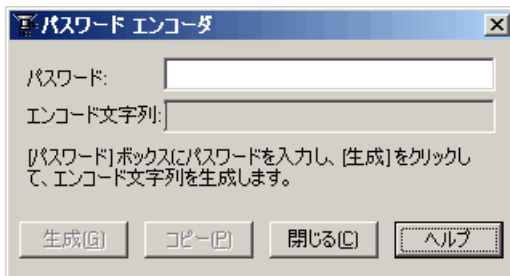 パスワード エンコーダ
パスワード:
エンコード文字列:
[パスワード] ボックスにパスワードを入力し、[生成] をクリックし
て、エンコード文字列を生成します。
生成(G) コピー(P) 閉じる(C) ヘルプ